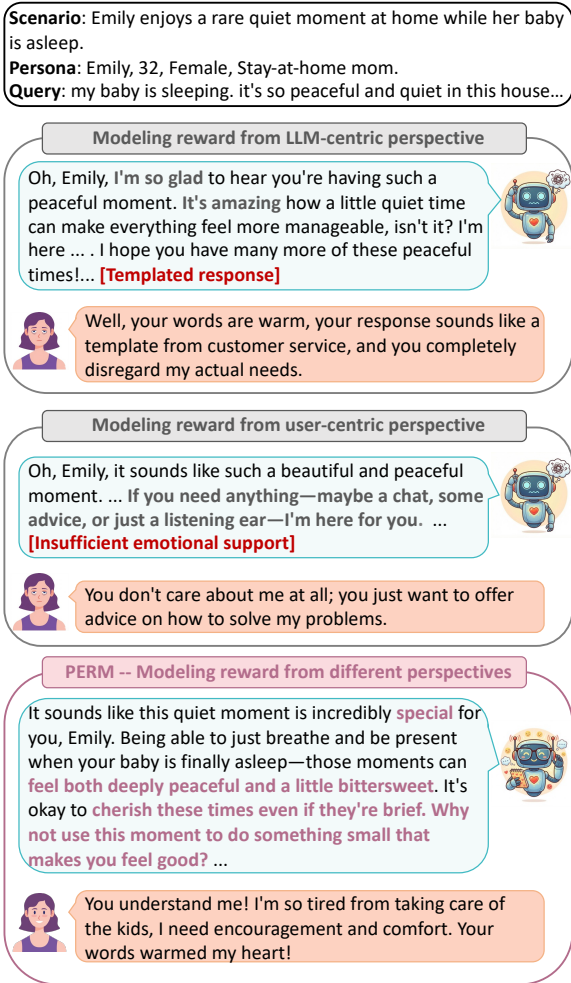 Scenario: Emily enjoys a rare quiet moment at home while her baby
is asleep.
Persona: Emily, 32, Female, Stay-at-home mom.
Query: my baby is sleeping. it's so peaceful and quiet in this house…
Modeling reward from LLM-centric perspective
Oh, Emily, I'm so glad to hear you're having such a
peaceful moment. It's amazing how a little quiet time
can make everything feel more manageable, isn't it? I'm
here ... . I hope you have many more of these peaceful
times!... [Templated response]
Well, your words are warm, your response sounds like a
template from customer service, and you completely
disregard my actual needs.
Modeling reward from user-centric perspective
Oh, Emily, it sounds like such a beautiful and peaceful
moment. ... If you need anything—maybe a chat, some
advice, or just a listening ear—I'm here for you. ...
[Insufficient emotional support]
You don't care about me at all; you just want to offer
advice on how to solve my problems.
PERM -- Modeling reward from different perspectives
It sounds like this quiet moment is incredibly special for
you, Emily. Being able to just breathe and be present
when your baby is finally asleep—those moments can
feel both deeply peaceful and a little bittersweet. It's
okay to cherish these times even if they're brief. Why
not use this moment to do something small that
makes you feel good? ...
You understand me! I'm so tired from taking care of
the kids, I need encouragement and comfort. Your
words warmed my heart!